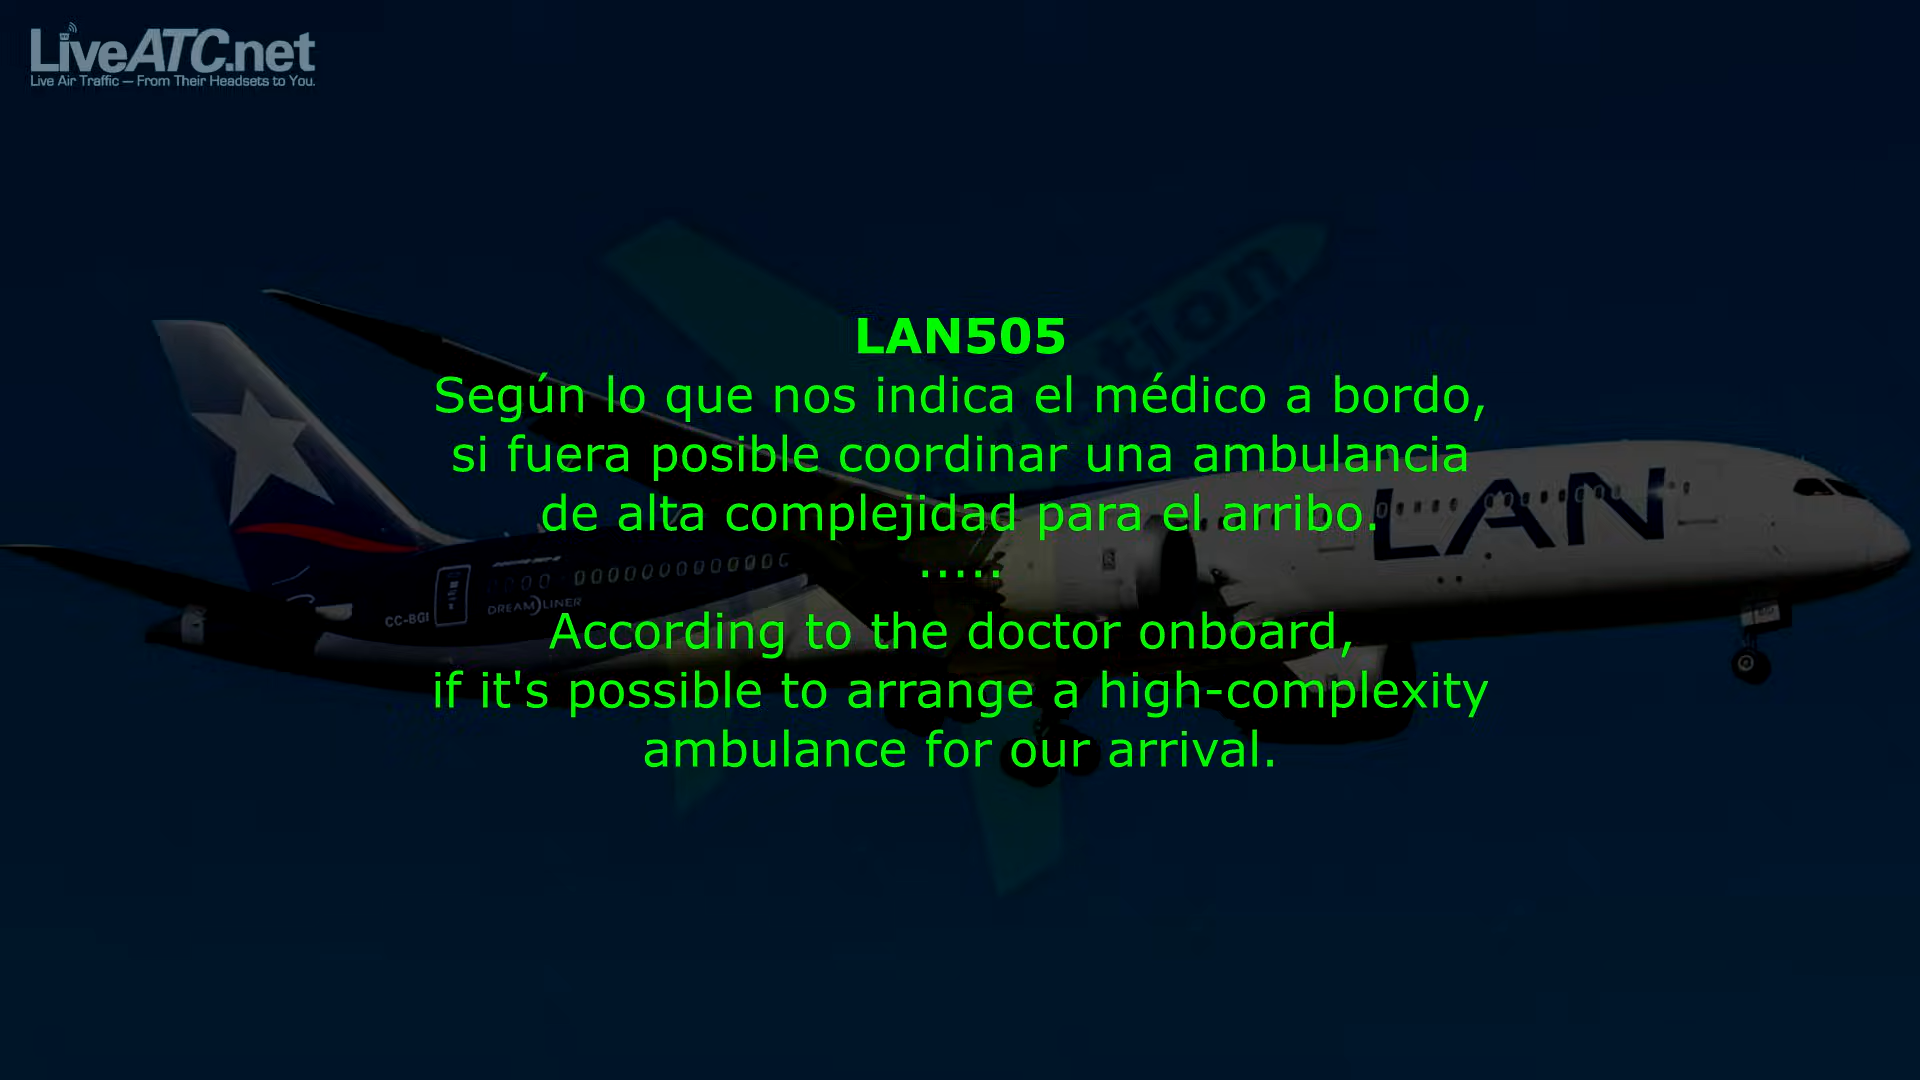 LiveATC.net
Live Air Traffic — From Their Headsets to You.
LAN505
Según lo que nos indica el médico a bordo,
si fuera posible coordinar una ambulancia
de alta complejidad para el arribo.
.....
According to the doctor onboard,
if it's possible to arrange a high-complexity
ambulance for our arrival.
LAN
CC-BGI
DREAMLINER